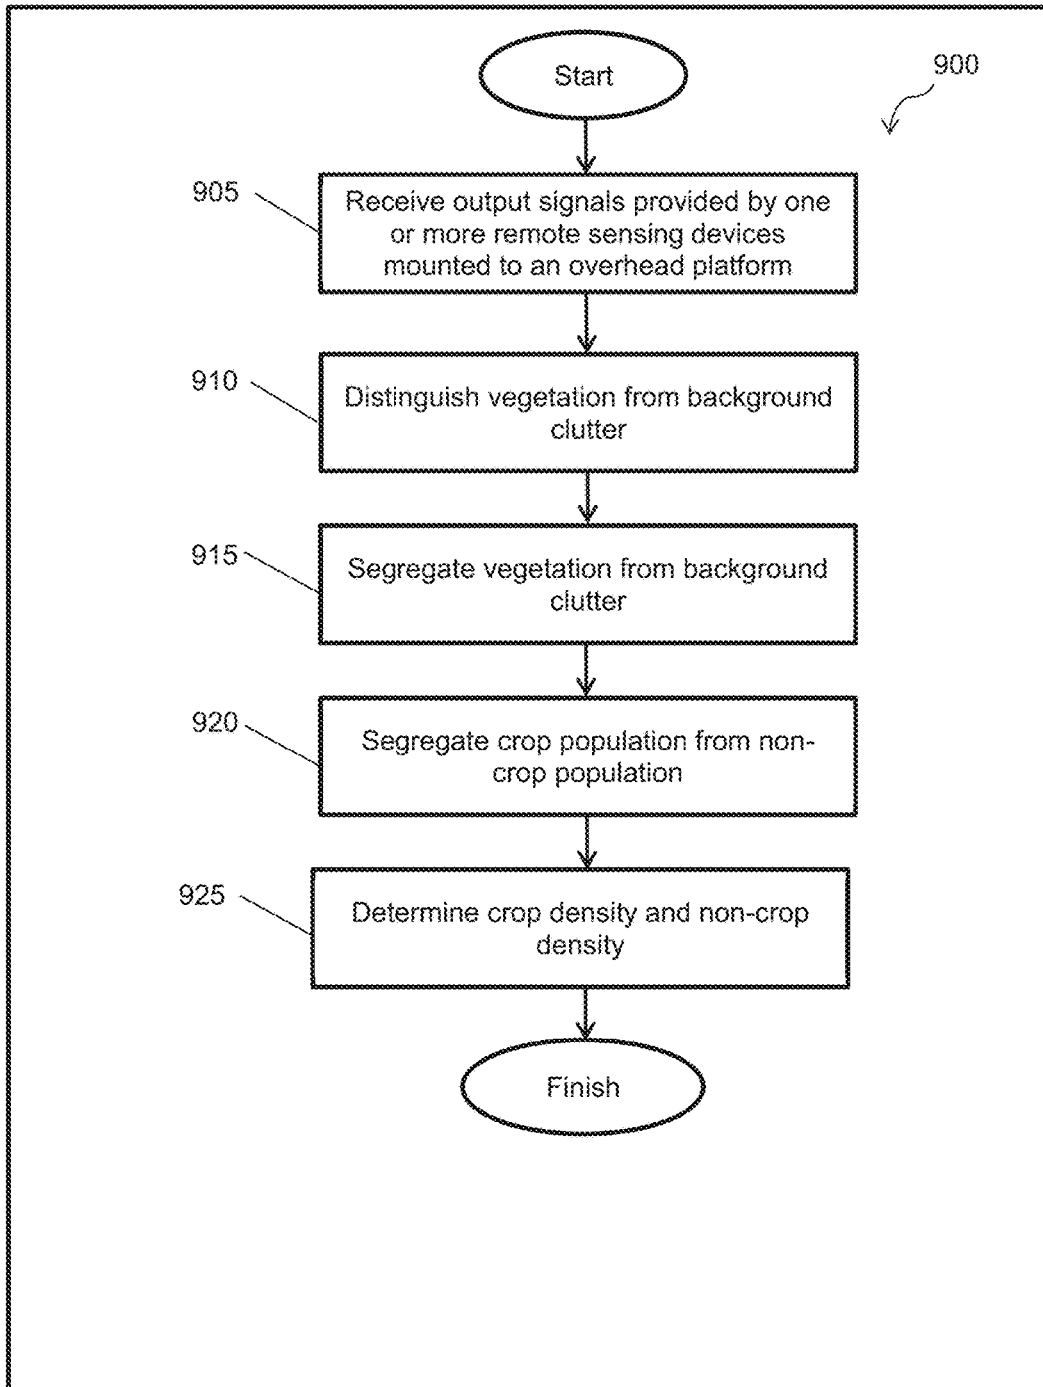 Start
900
905
Receive output signals provided by one
or more remote sensing devices
mounted to an overhead platform
910
Distinguish vegetation from background
clutter
915
Segregate vegetation from background
clutter
920
Segregate crop population from non-
crop population
925
Determine crop density and non-crop
density
Finish